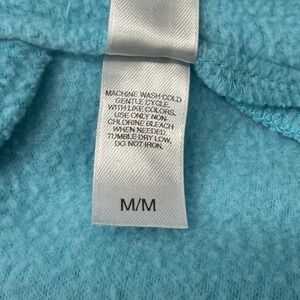 MACHINE WASH COLD
GENTLE CYCLE,
WITH LIKE COLORS.
USE ONLY NON-
CHLORINE BLEACH
WHEN NEEDED.
TUMBLE DRY LOW,
DO NOT IRON.
M/M